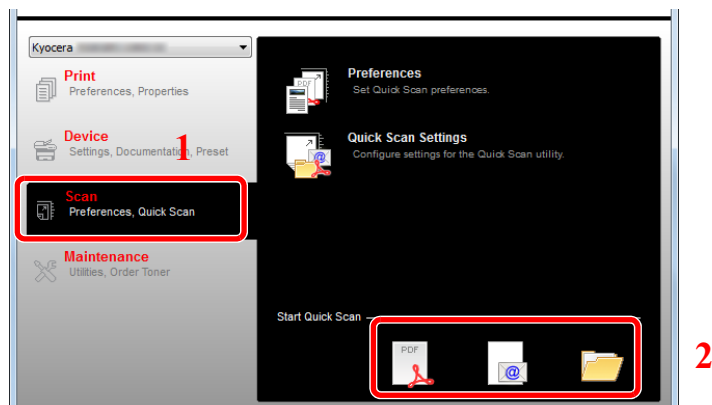 Kyocera
Print
Preferences, Properties
Device
Settings, Documentation, Preset
1
Scan
Preferences, Quick Scan
Maintenance
Utilities, Order Toner
Preferences
Set Quick Scan preferences.
Quick Scan Settings
Configure settings for the Quick Scan utility.
Start Quick Scan
PDF
@
2